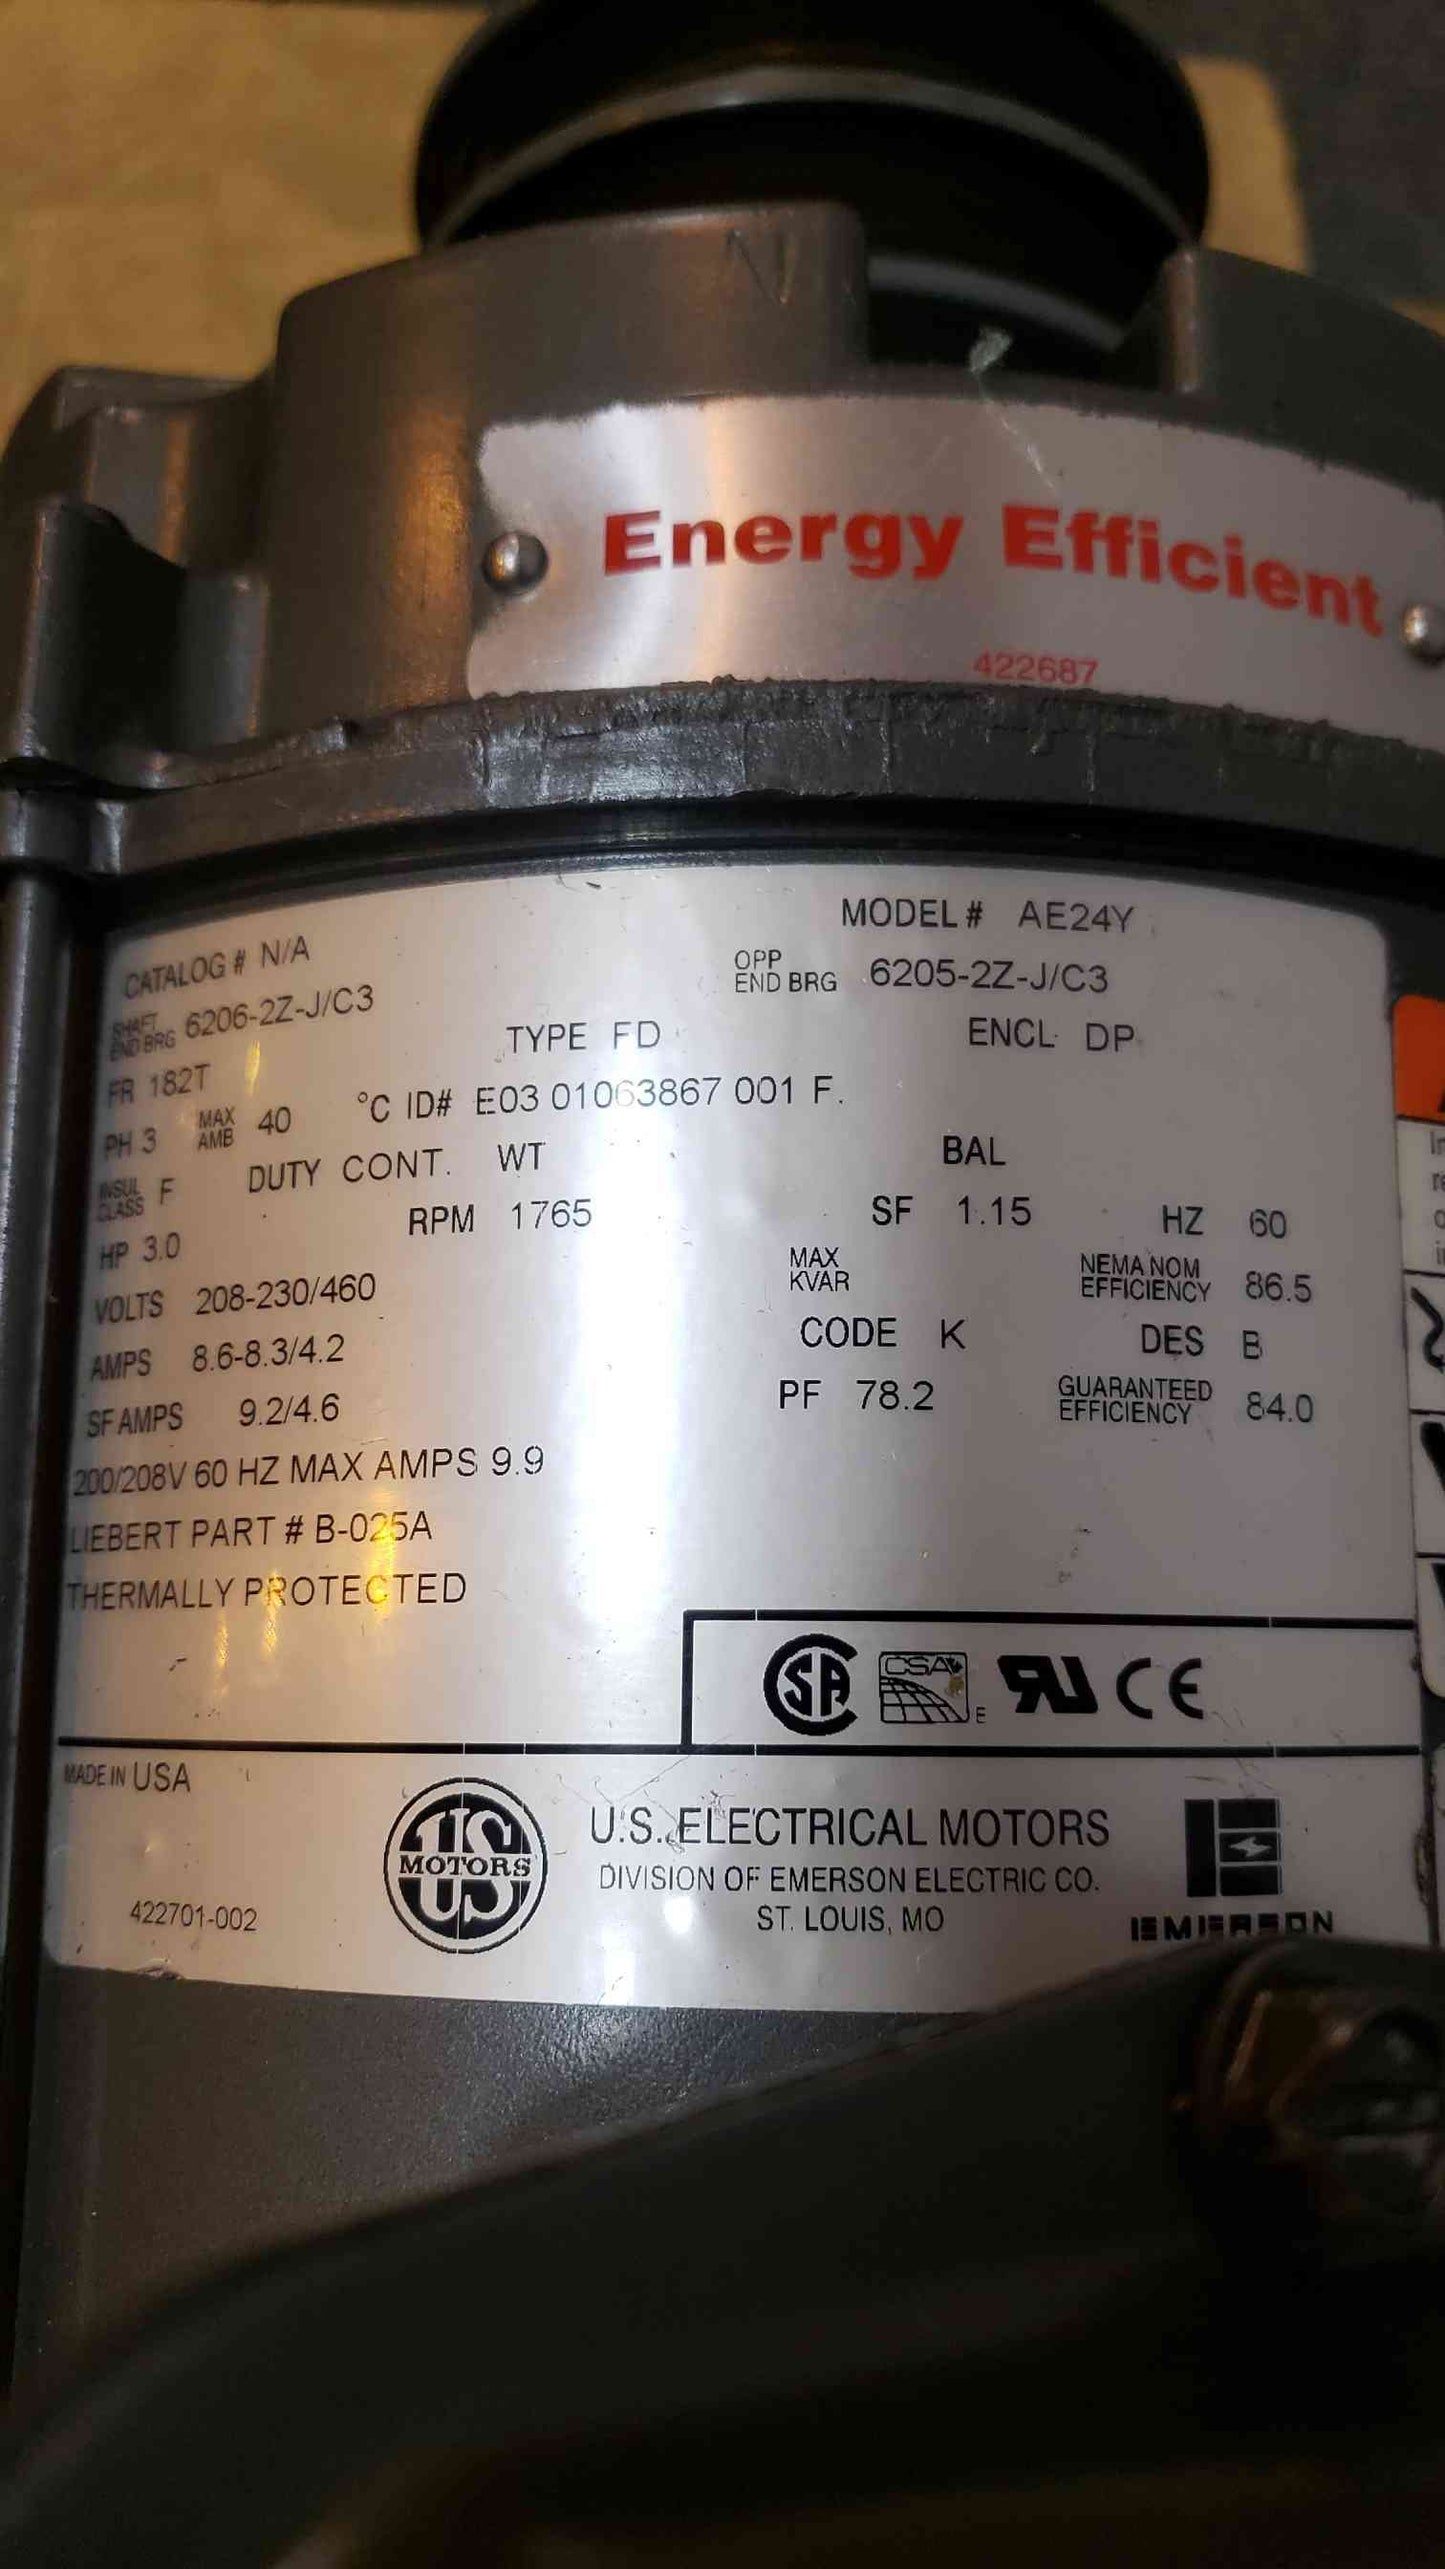 Energy Efficient
422687
MODEL # AE24Y
CATALOG # N/A
OPP END BRG 6205-2Z-J/C3
SHAFT END BRG 6206-2Z-J/C3
FR 182T
TYPE FD
ENCL DP
PH 3 MAX AMB 40 °C ID# E03 01063867 001 F.
INSUL CLASS F DUTY CONT. WT BAL
HP 3.0 RPM 1765 SF 1.15 HZ 60
VOLTS 208-230/460 MAX KVAR NEMA NOM EFFICIENCY 86.5
AMPS 8.6-8.3/4.2 CODE K DES B
SF AMPS 9.2/4.6 PF 78.2 GUARANTEED EFFICIENCY 84.0
200/208V 60 HZ MAX AMPS 9.9
LIEBERT PART # B-025A
THERMALLY PROTECTED
CSA CSA E RU CE
MADE IN USA
US MOTORS US
U.S. ELECTRICAL MOTORS
DIVISION OF EMERSON ELECTRIC CO.
ST. LOUIS, MO
EMERSON
422701-002